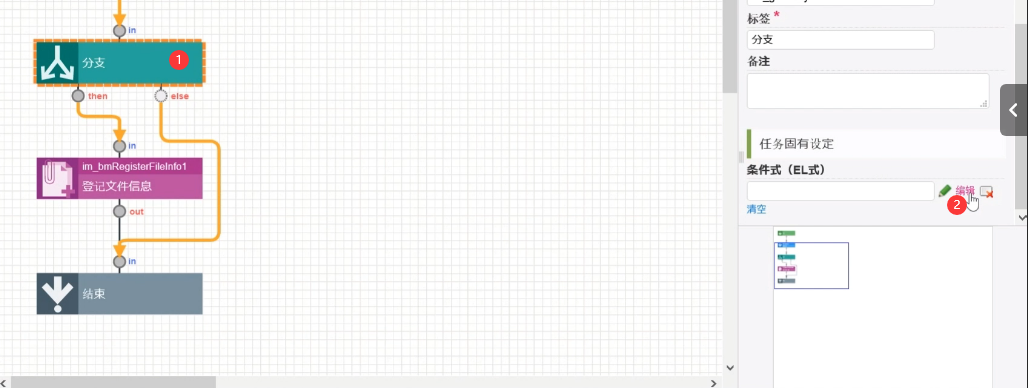 in
分支
1
then
else
in
im_bmRegisterFileInfo1
登记文件信息
out
in
结束
标签 *
分支
备注
任务固有设定
条件式（EL式）
编辑
2
清空